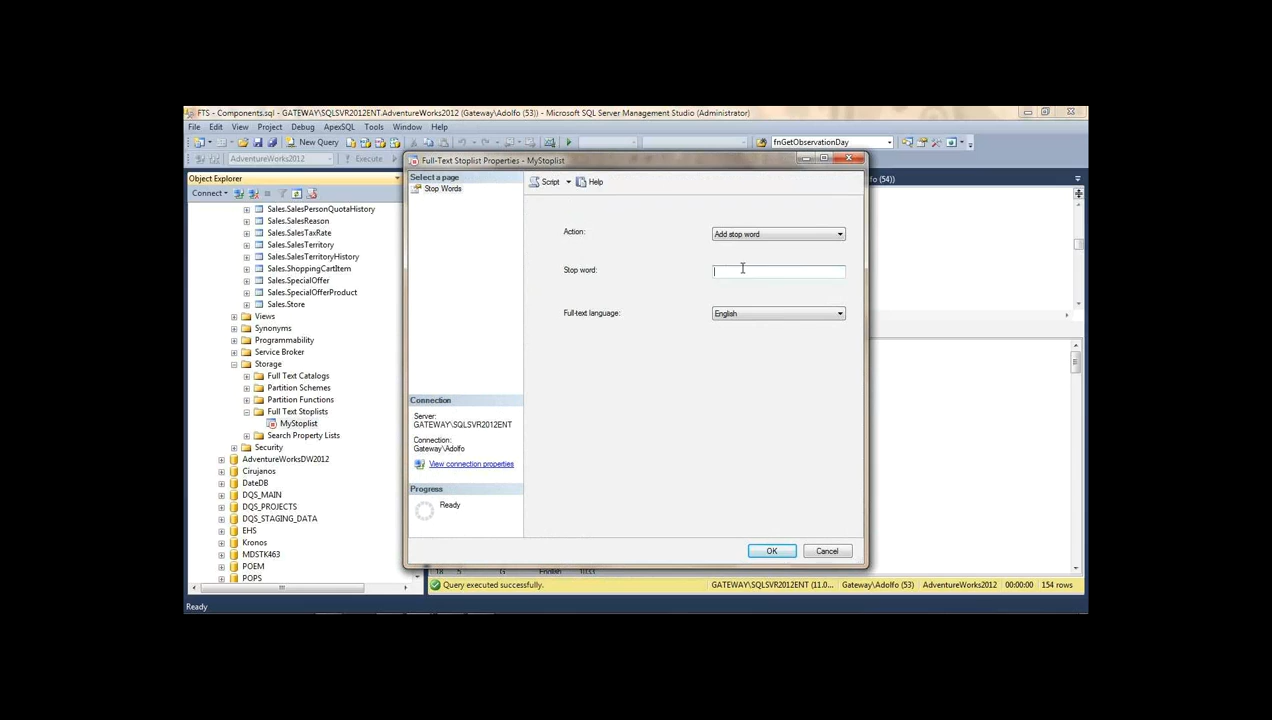 FTS - Components.sql - GATEWAY\SQLSVR2012ENT.AdventureWorks2012 (Gateway\Adolfo (53)) - Microsoft SQL Server Management Studio (Administrator)
File Edit View Project Debug ApexSQL Tools Window Help
New Query
fnGetObservationDay
AdventureWorks2012
Execute
Object Explorer
Connect
Sales.SalesPersonQuotaHistory
Sales.SalesReason
Sales.SalesTaxRate
Sales.SalesTerritory
Sales.SalesTerritoryHistory
Sales.ShoppingCartItem
Sales.SpecialOffer
Sales.SpecialOfferProduct
Sales.Store
Views
Synonyms
Programmability
Service Broker
Storage
Full Text Catalogs
Partition Schemes
Partition Functions
Full Text Stoplists
MyStoplist
Search Property Lists
Security
AdventureWorksDW2012
Cirujanos
DateDB
DQS_MAIN
DQS_PROJECTS
DQS_STAGING_DATA
EHS
Kronos
MDSTK463
POEM
POPS
Full-Text Stoplist Properties - MyStoplist
Select a page
Stop Words
Script Help
Action: Add stop word
Stop word:
Full-text language: English
Connection
Server:
GATEWAY\SQLSVR2012ENT
Connection:
Gateway\Adolfo
View connection properties
Progress
Ready
OK Cancel
(54))
Query executed successfully.
GATEWAY\SQLSVR2012ENT (11.0... Gateway\Adolfo (53) AdventureWorks2012 00:00:00 154 rows
Ready